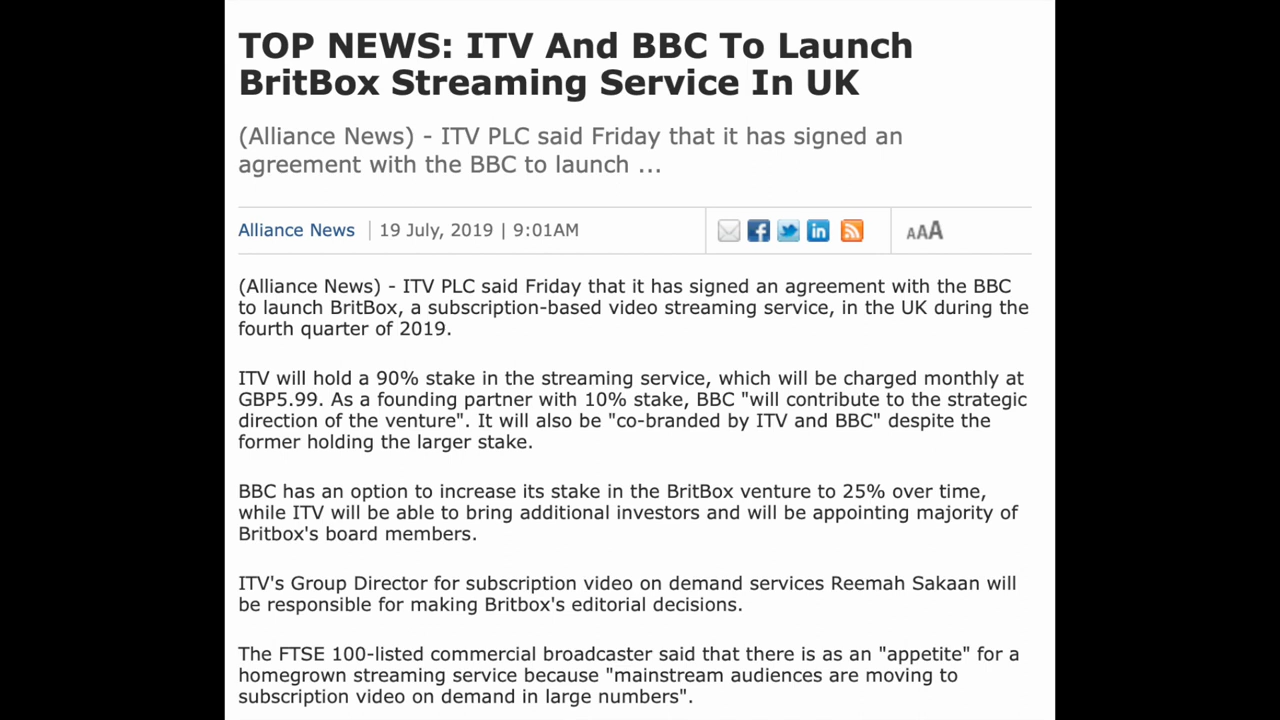 TOP NEWS: ITV And BBC To Launch
BritBox Streaming Service In UK
(Alliance News) - ITV PLC said Friday that it has signed an
agreement with the BBC to launch ...
Alliance News | 19 July, 2019 | 9:01AM
in
AAA
(Alliance News) - ITV PLC said Friday that it has signed an agreement with the BBC
to launch BritBox, a subscription-based video streaming service, in the UK during the
fourth quarter of 2019.
ITV will hold a 90% stake in the streaming service, which will be charged monthly at
GBP5.99. As a founding partner with 10% stake, BBC "will contribute to the strategic
direction of the venture". It will also be "co-branded by ITV and BBC" despite the
former holding the larger stake.
BBC has an option to increase its stake in the BritBox venture to 25% over time,
while ITV will be able to bring additional investors and will be appointing majority of
Britbox's board members.
ITV's Group Director for subscription video on demand services Reemah Sakaan will
be responsible for making Britbox's editorial decisions.
The FTSE 100-listed commercial broadcaster said that there is as an "appetite" for a
homegrown streaming service because "mainstream audiences are moving to
subscription video on demand in large numbers".